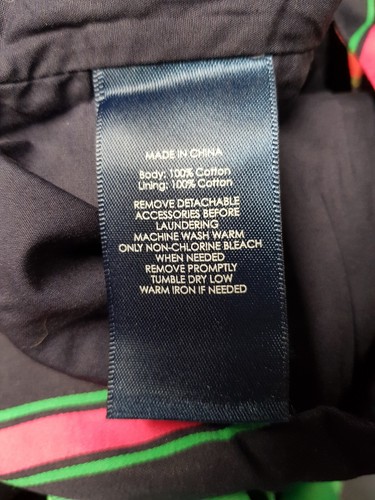 MADE IN CHINA
Body: 100% Cotton
Lining: 100% Cotton
REMOVE DETACHABLE
ACCESSORIES BEFORE
LAUNDERING
MACHINE WASH WARM
ONLY NON-CHLORINE BLEACH
WHEN NEEDED
REMOVE PROMPTLY
TUMBLE DRY LOW
WARM IRON IF NEEDED